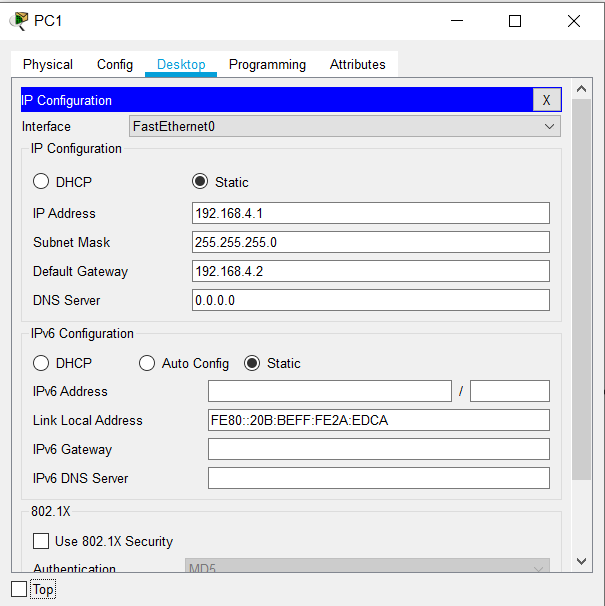 PC1
Physical Config Desktop Programming Attributes
IP Configuration X
Interface FastEthernet0
IP Configuration
DHCP Static
IP Address 192.168.4.1
Subnet Mask 255.255.255.0
Default Gateway 192.168.4.2
DNS Server 0.0.0.0
IPv6 Configuration
DHCP Auto Config Static
IPv6 Address /
Link Local Address FE80::20B:BEFF:FE2A:EDCA
IPv6 Gateway
IPv6 DNS Server
802.1X
Use 802.1X Security
Authentication MD5
Top